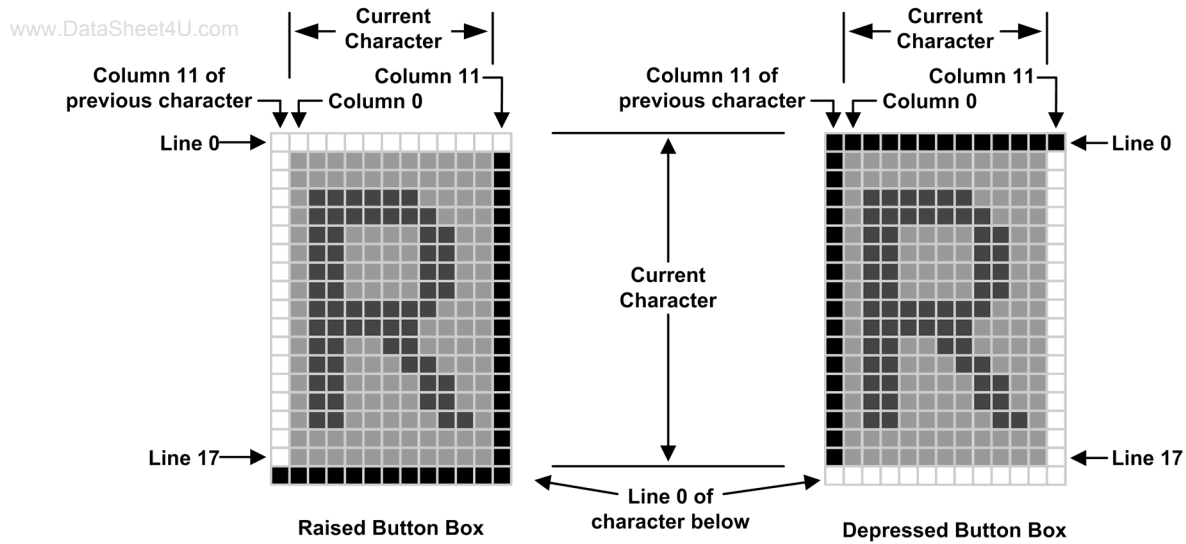 www.DataSheet4U.com
Current
Character
Column 11 of
previous character
Column 11
Column 0
Line 0
Line 17
Raised Button Box
Current
Character
Line 0 of
character below
Current
Character
Column 11 of
previous character
Column 11
Column 0
Line 0
Line 17
Depressed Button Box